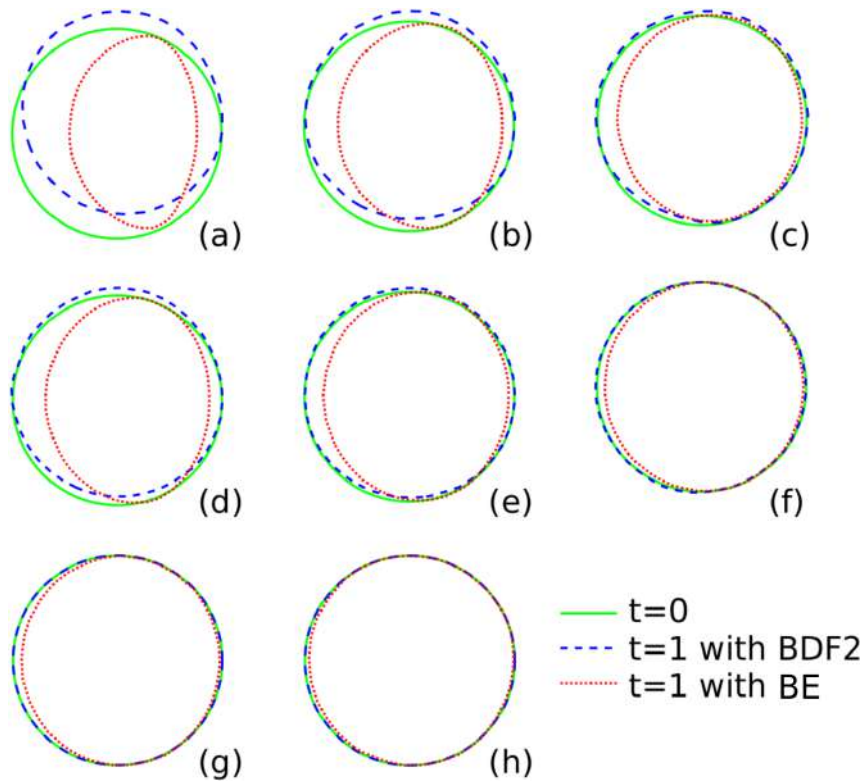 (a)
(b)
(c)
(d)
(e)
(f)
(g)
(h)
t=0
t=1 with BDF2
t=1 with BE